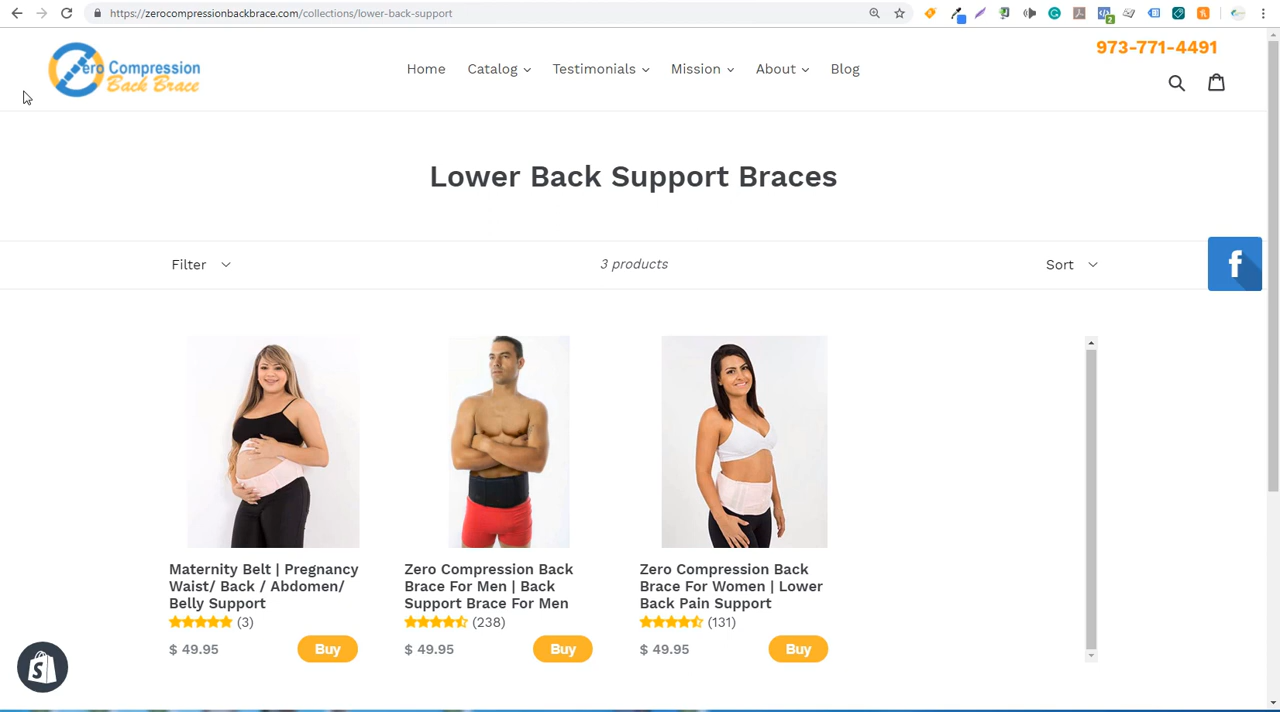 https://zerocompressionbackbrace.com/collections/lower-back-support
2
973-771-4491
Zero Compression
Back Brace
Home Catalog Testimonials Mission About Blog
Lower Back Support Braces
Filter 3 products Sort
f
Maternity Belt | Pregnancy
Waist/ Back / Abdomen/
Belly Support
(3)
$ 49.95 Buy
Zero Compression Back
Brace For Men | Back
Support Brace For Men
(238)
$ 49.95 Buy
Zero Compression Back
Brace For Women | Lower
Back Pain Support
(131)
$ 49.95 Buy
S